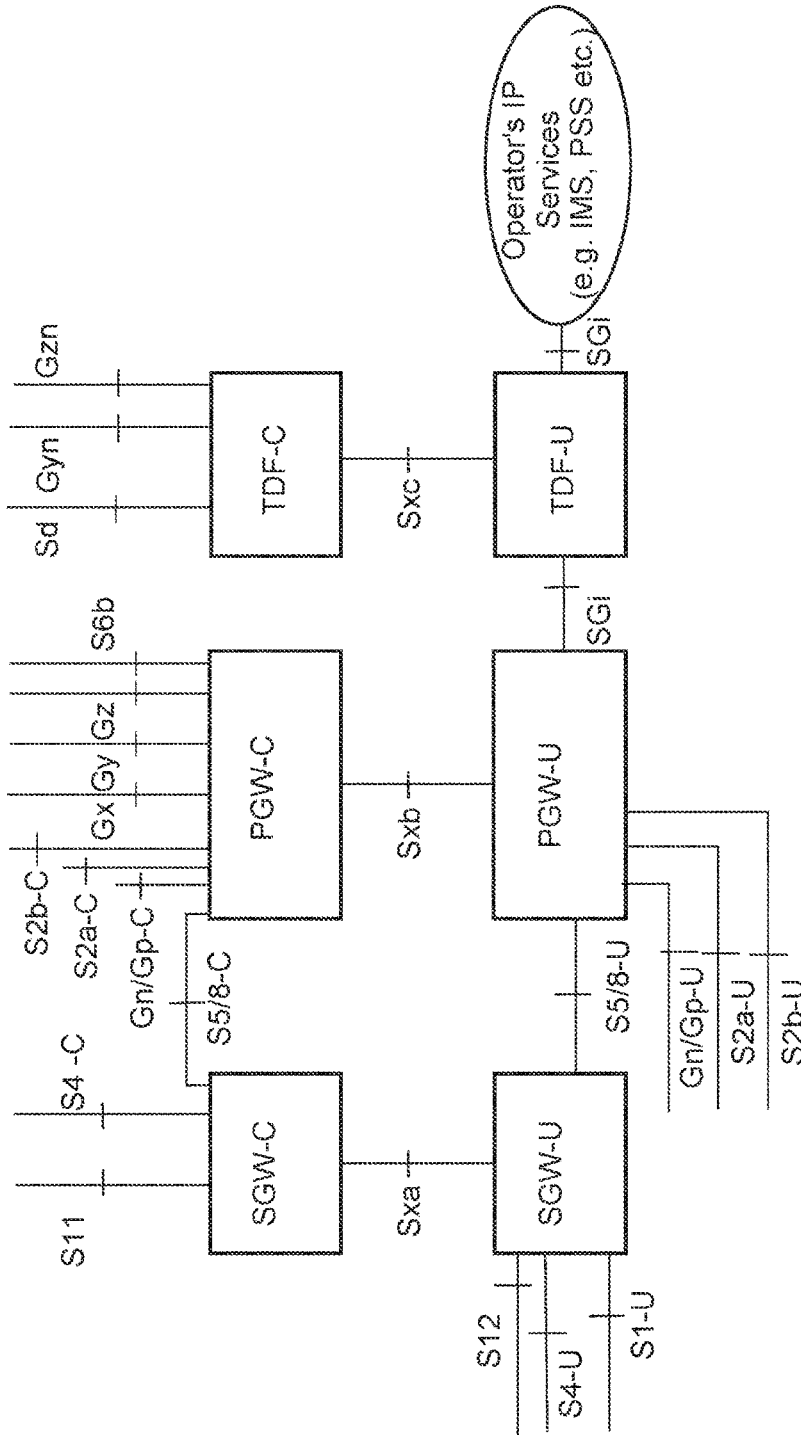 S11
S4 -C
S2b-C
S2a-C
Gn/Gp-C
Gx
Gy
Gz
S6b
Sd
Gyn
Gzn
S5/8-C
SGW-C
PGW-C
TDF-C
Sxa
Sxb
Sxc
S12
S4-U
S1-U
SGW-U
S5/8-U
PGW-U
SGi
TDF-U
SGi
Operator's IP
Services
(e.g. IMS, PSS etc.)
Gn/Gp-U
S2a-U
S2b-U